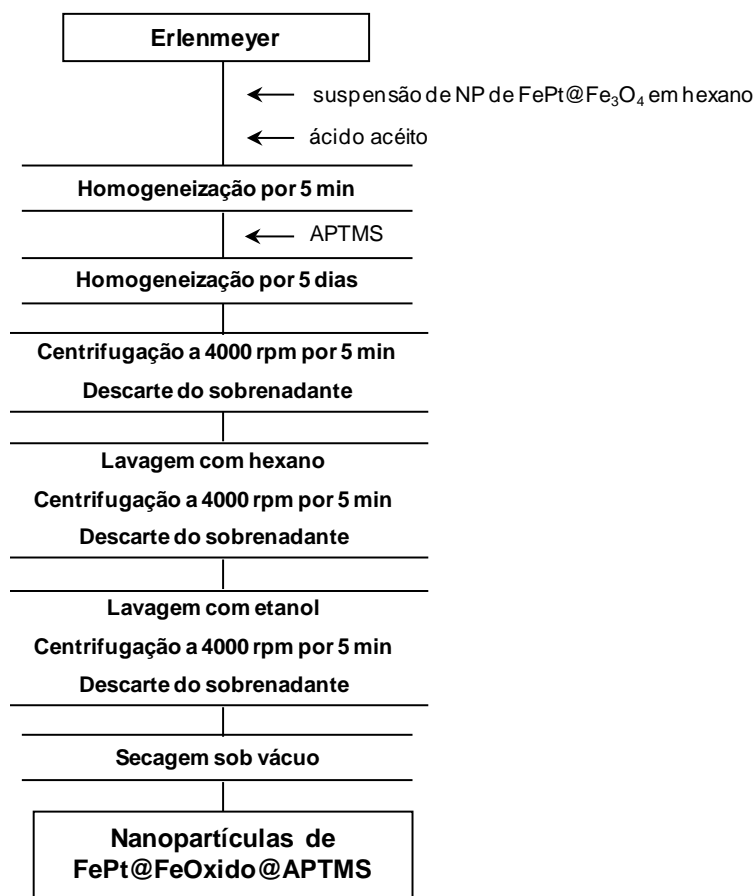 Erlenmeyer
suspensão de NP de FePt@Fe₃O₄ em hexano
ácido acéito
Homogeneização por 5 min
APTMS
Homogeneização por 5 dias
Centrifugação a 4000 rpm por 5 min
Descarte do sobrenadante
Lavagem com hexano
Centrifugação a 4000 rpm por 5 min
Descarte do sobrenadante
Lavagem com etanol
Centrifugação a 4000 rpm por 5 min
Descarte do sobrenadante
Secagem sob vácuo
Nanopartículas de
FePt@FeOxido@APTMS